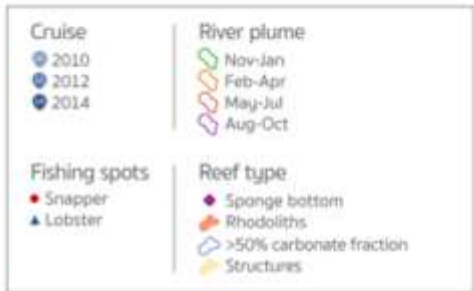 Cruise
2010
2012
2014
River plume
Nov-Jan
Feb-Apr
May-Jul
Aug-Oct
Fishing spots
Snapper
Lobster
Reef type
Sponge bottom
Rhodoliths
>50% carbonate fraction
Structures